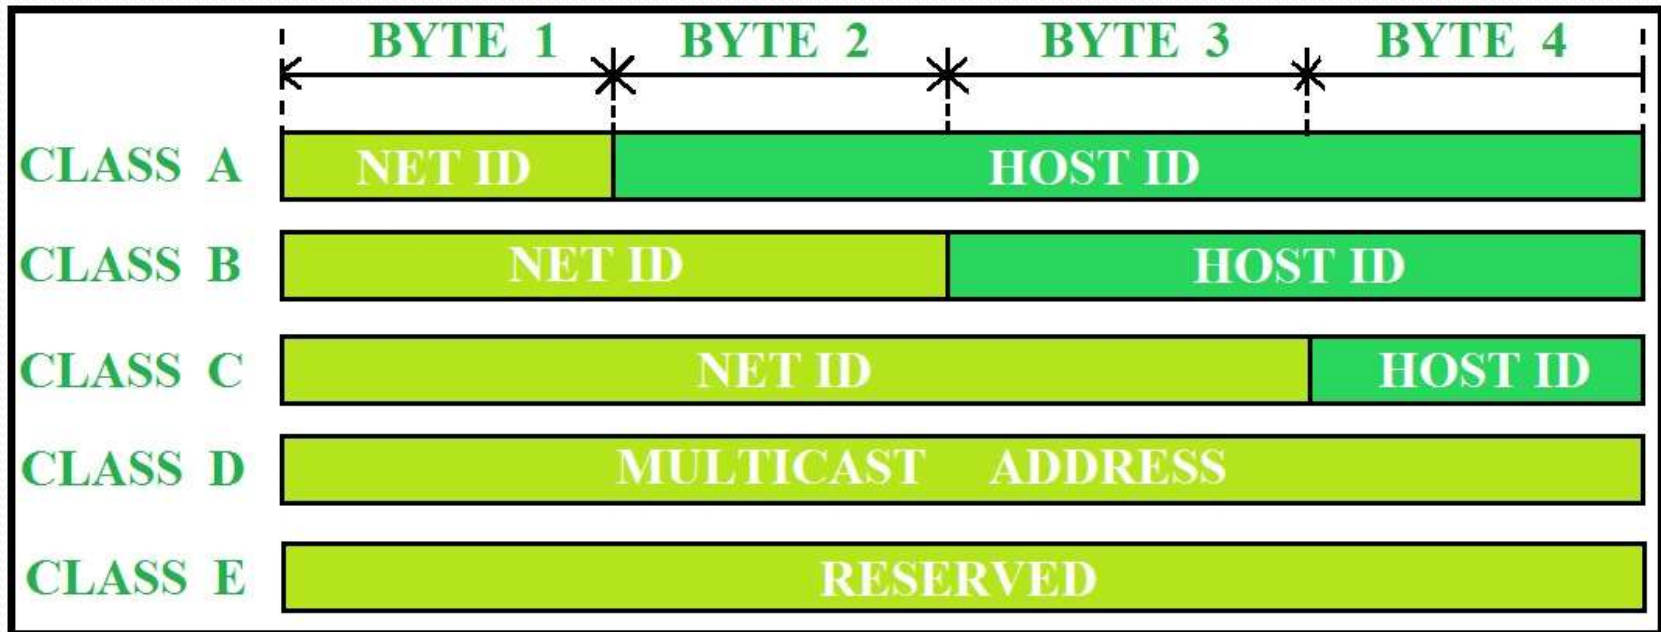 BYTE 1 BYTE 2 BYTE 3 BYTE 4
CLASS A NET ID HOST ID
CLASS B NET ID HOST ID
CLASS C NET ID HOST ID
CLASS D MULTICAST ADDRESS
CLASS E RESERVED